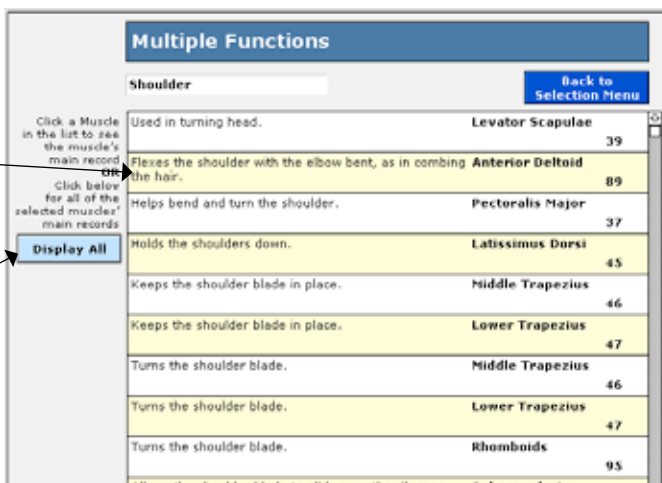 Multiple Functions
Shoulder
Back to
Selection Menu
Click a Muscle
in the list to see
the muscle's
main record
OR
Click below
for all of the
selected muscles'
main records
Display All
Used in turning head. Levator Scapulae
39
Flexes the shoulder with the elbow bent, as in combing Anterior Deltoid
the hair.
89
Helps bend and turn the shoulder. Pectoralis Major
37
Holds the shoulders down. Latissimus Dorsi
45
Keeps the shoulder blade in place. Middle Trapezius
46
Keeps the shoulder blade in place. Lower Trapezius
47
Turns the shoulder blade. Middle Trapezius
46
Turns the shoulder blade. Lower Trapezius
47
Turns the shoulder blade. Rhomboids
95